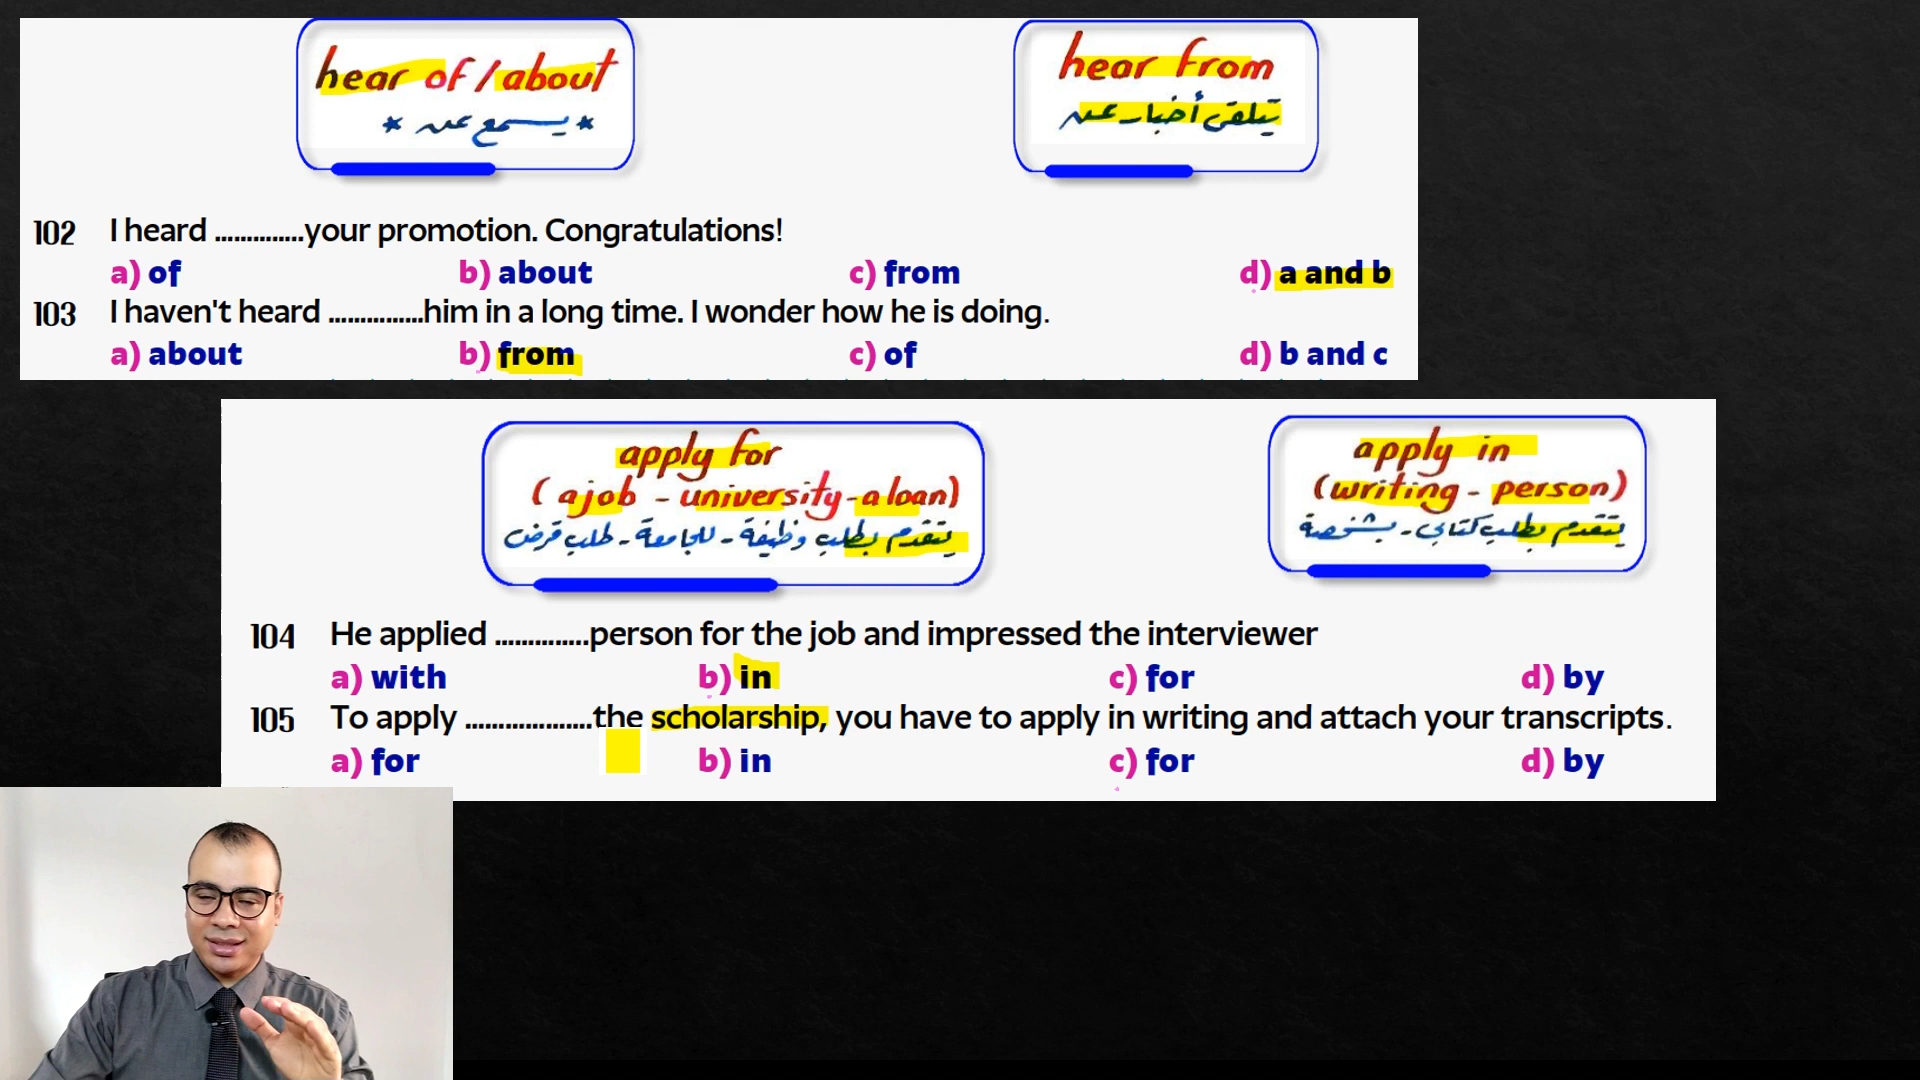 hear of / about
* يسمع عن *
hear from
يتلقى أخبار عن
102 I heard ..............your promotion. Congratulations!
a) of b) about c) from d) a and b
103 I haven't heard ...............him in a long time. I wonder how he is doing.
a) about b) from c) of d) b and c
apply for
( a job - university - a loan)
يتقدم بطلب وظيفة - للجامعة - طلب قرض
apply in
(writing - person)
يتقدم بطلب كتابي - بشخصه
104 He applied ..............person for the job and impressed the interviewer
a) with b) in c) for d) by
105 To apply ...................the scholarship, you have to apply in writing and attach your transcripts.
a) for b) in c) for d) by